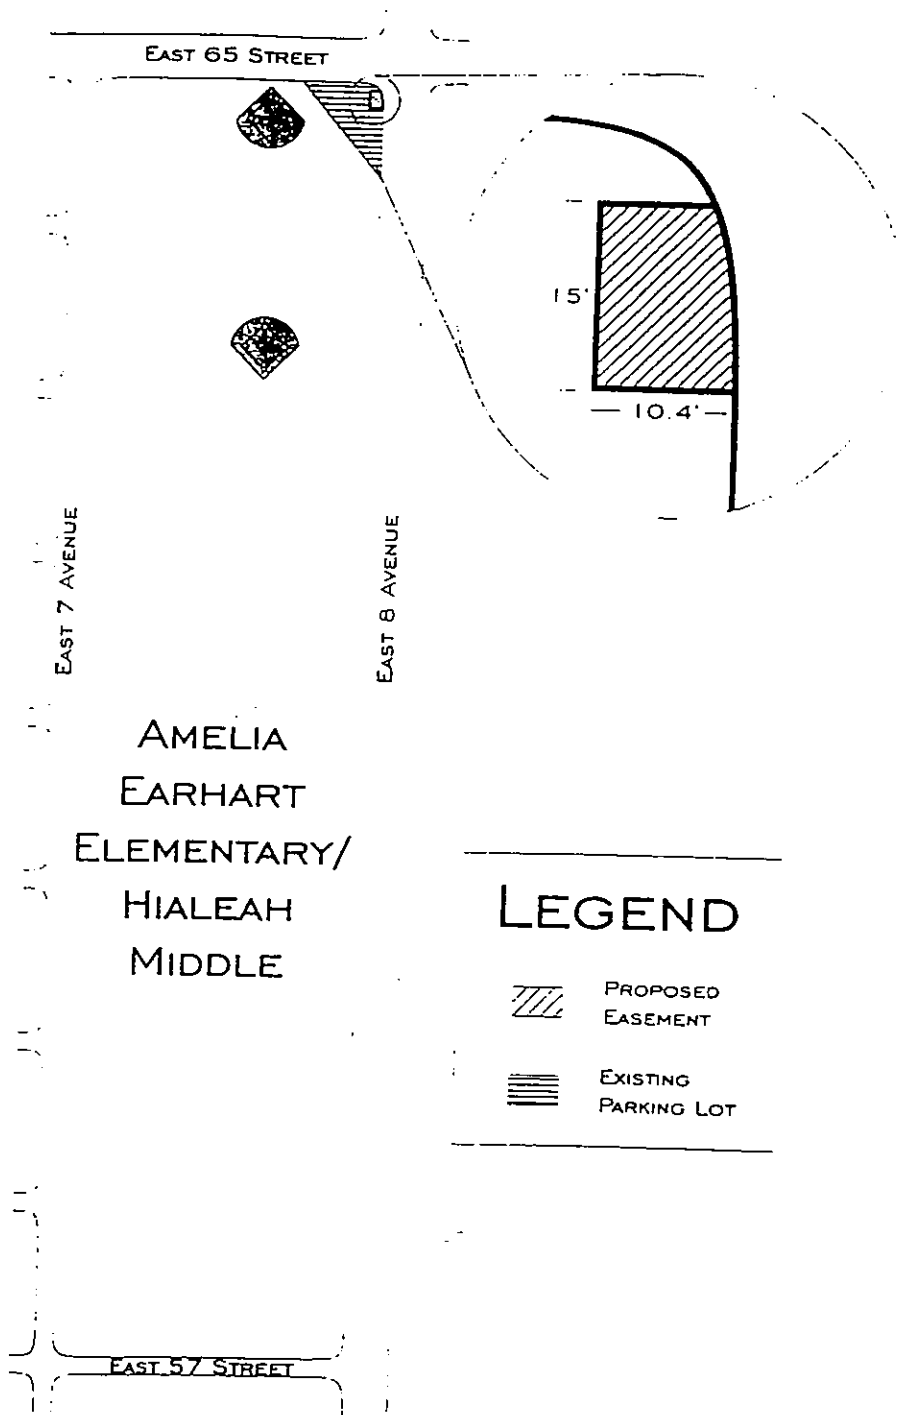 EAST 65 STREET
15'
10.4'
EAST 7 AVENUE
EAST 8 AVENUE
AMELIA
EARHART
ELEMENTARY/
HIALEAH
MIDDLE
LEGEND
PROPOSED
EASEMENT
EXISTING
PARKING LOT
EAST 57 STREET